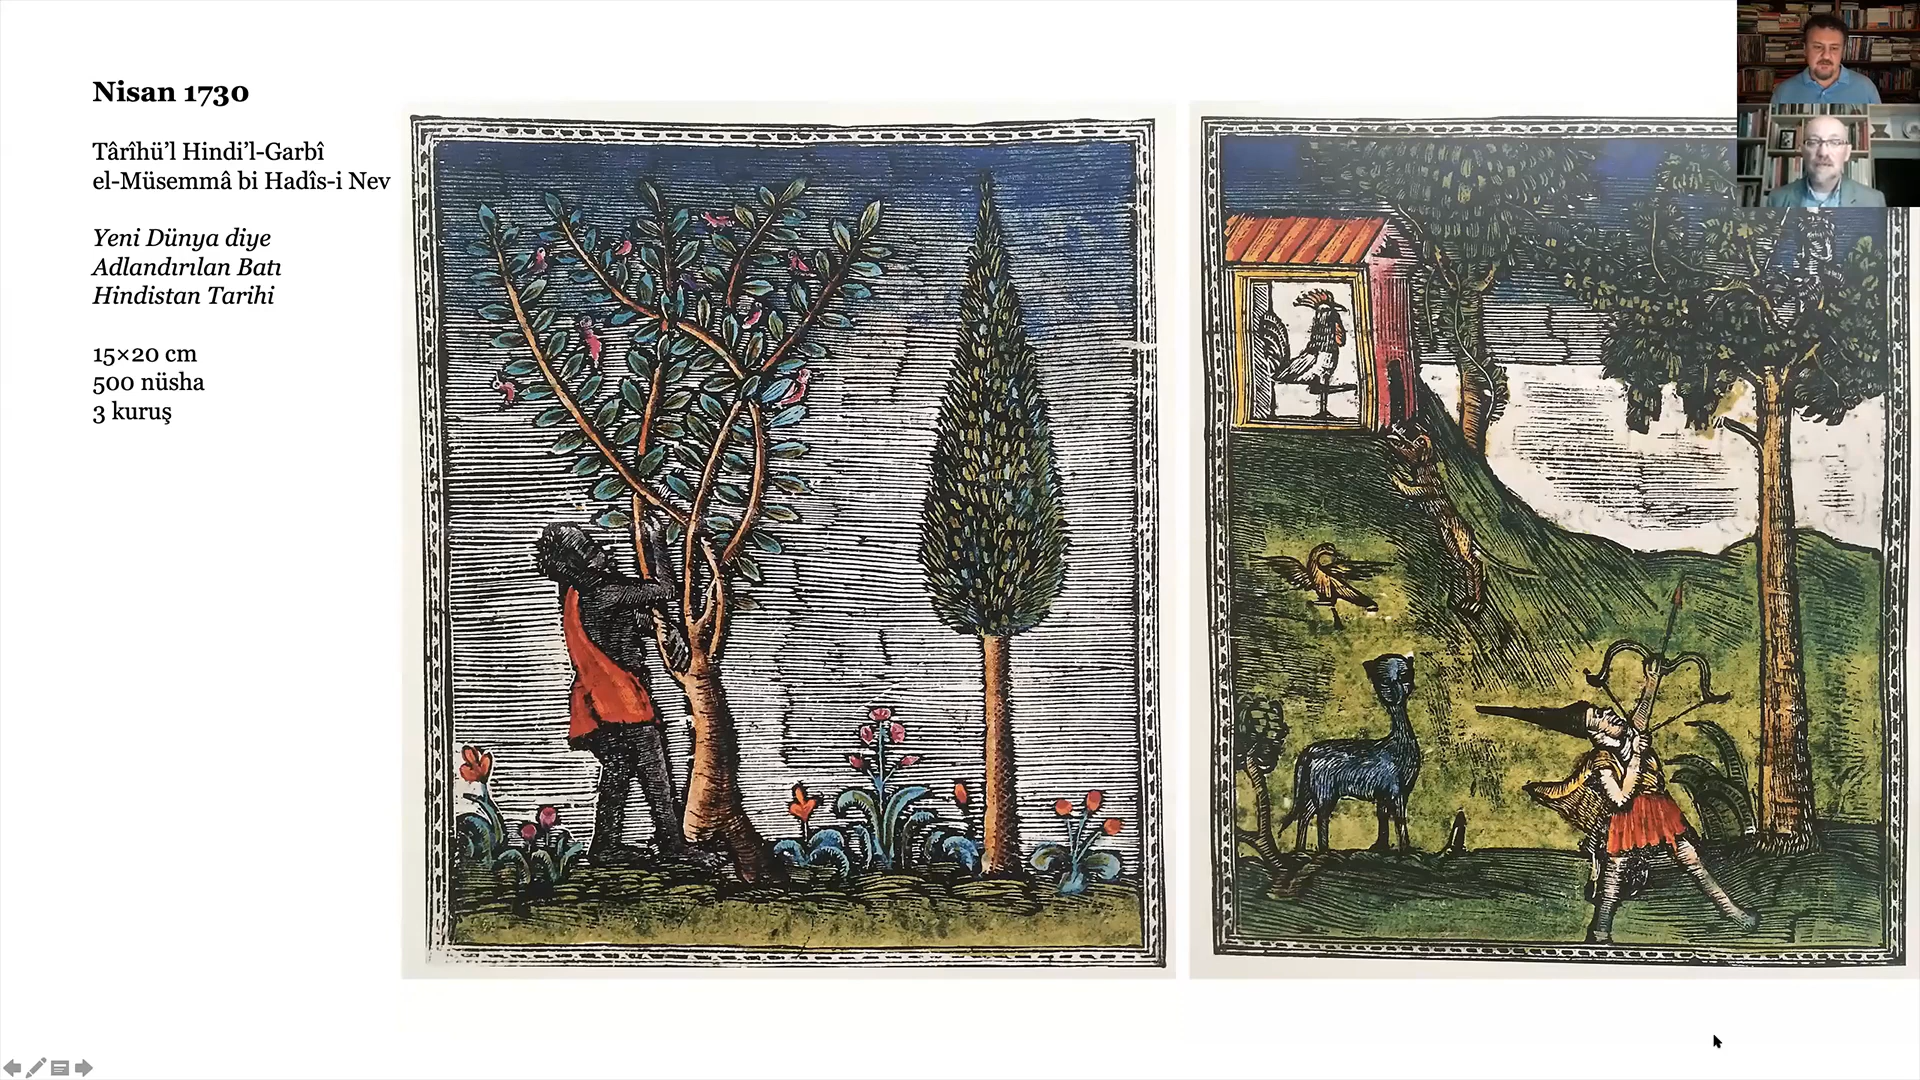 Nisan 1730
Târîhü’l Hindi’l-Garbî
el-Müsemmâ bi Hadîs-i Nev
Yeni Dünya diye
Adlandırılan Batı
Hindistan Tarihi
15×20 cm
500 nüsha
3 kuruş